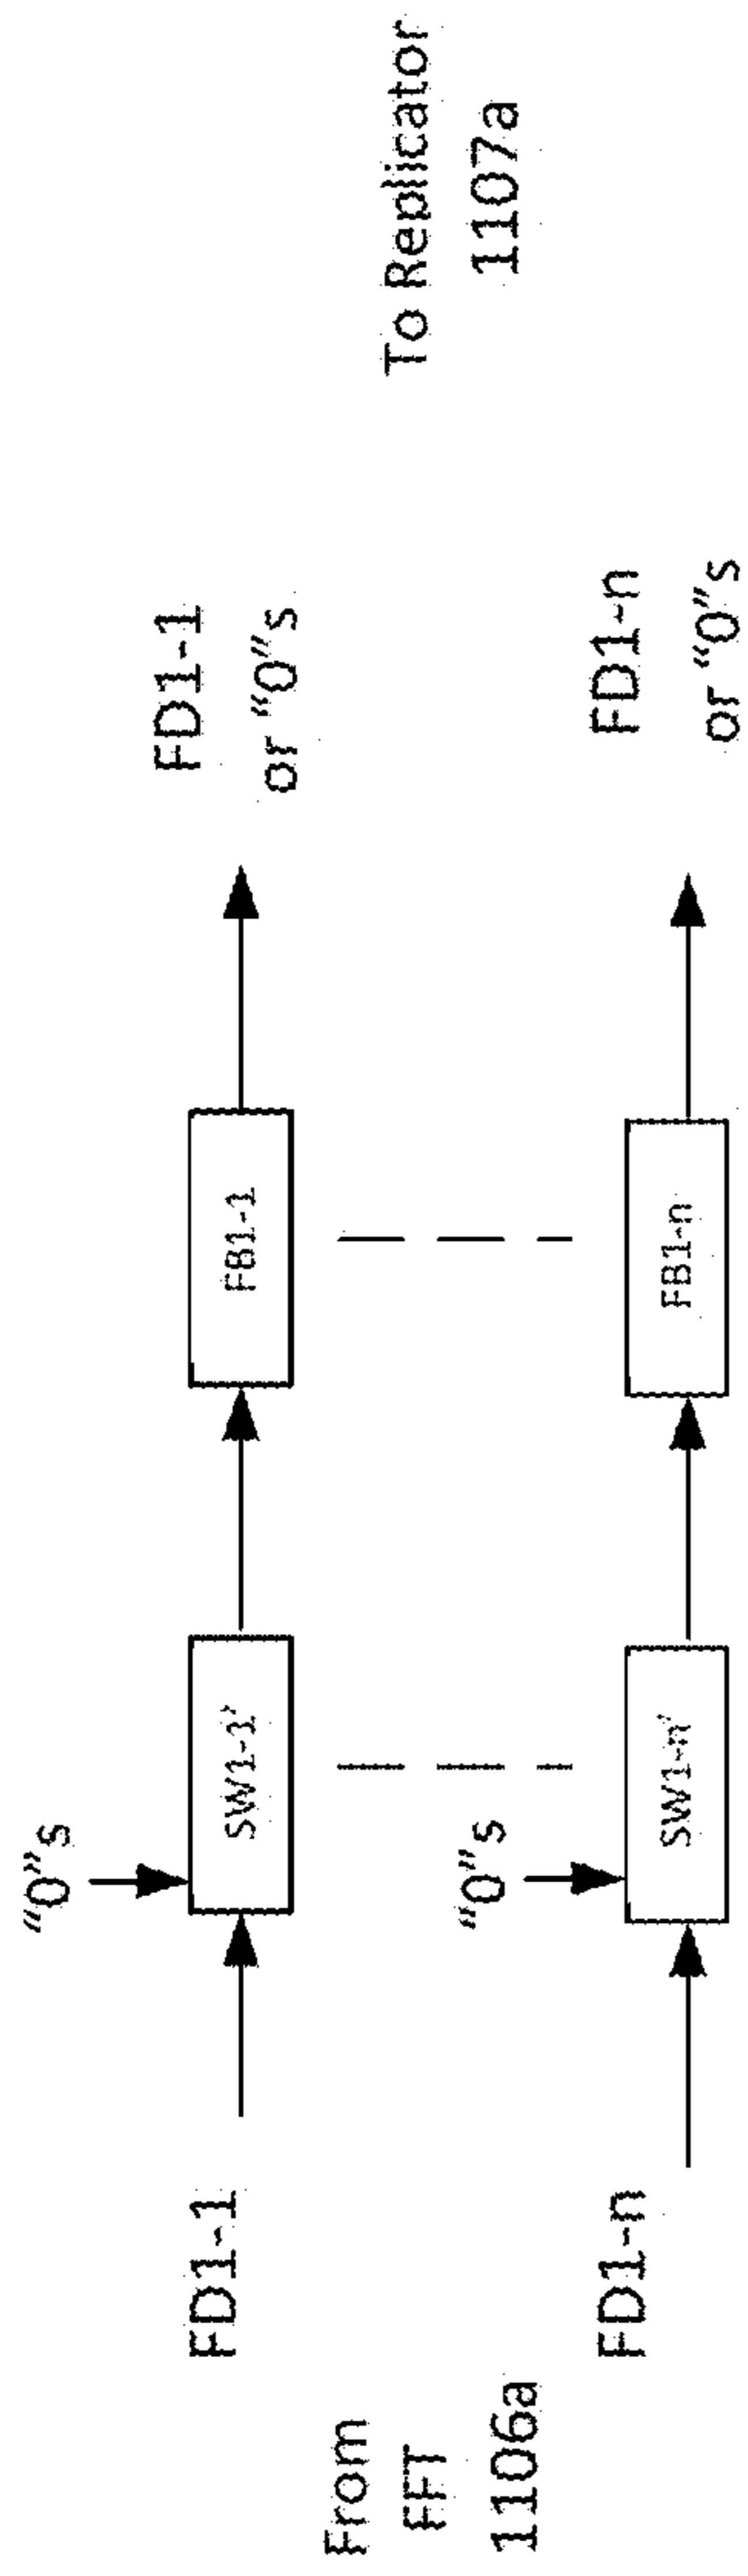 From
FFT
1106a
FD1-1
"0"s
SW1-1'
FB1-1
FD1-1
or "0"s
FD1-n
"0"s
SW1-n'
FB1-n
FD1-n
or "0"s
To Replicator
1107a